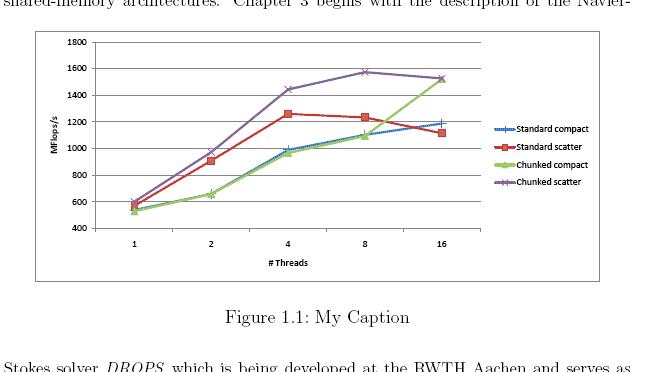 shared-memory architectures. Chapter 3 begins with the description of the Navier-
1800
1600
1400
1200
1000
800
600
400
MFlops/s
1 2 4 8 16
# Threads
Standard compact
Standard scatter
Chunked compact
Chunked scatter
Figure 1.1: My Caption
Stokes solver DROPS which is being developed at the RWTH Aachen and serves as